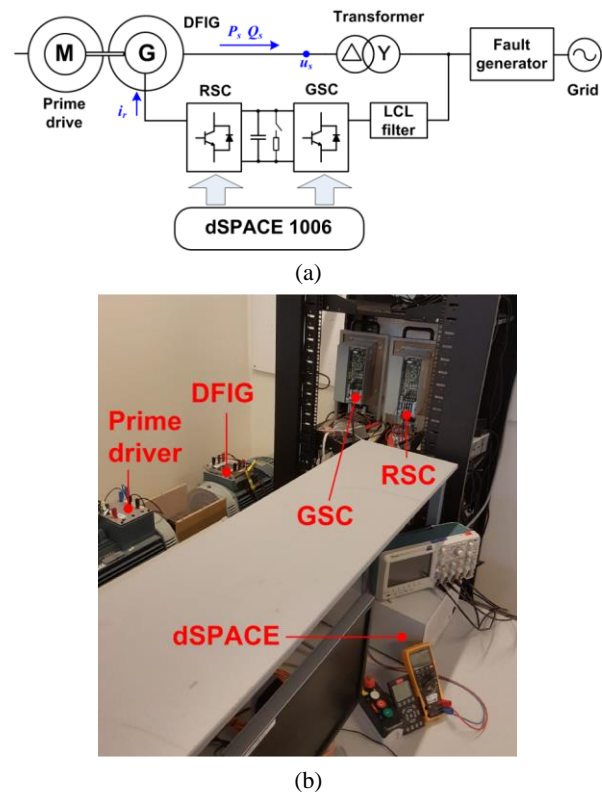 DFIG
P_s Q_s
Transformer
M
G
u_s
Δ
Y
Fault
generator
Prime
drive
i_r
RSC
GSC
LCL
filter
Grid
dSPACE 1006
(a)
DFIG
Prime
driver
RSC
GSC
dSPACE
(b)